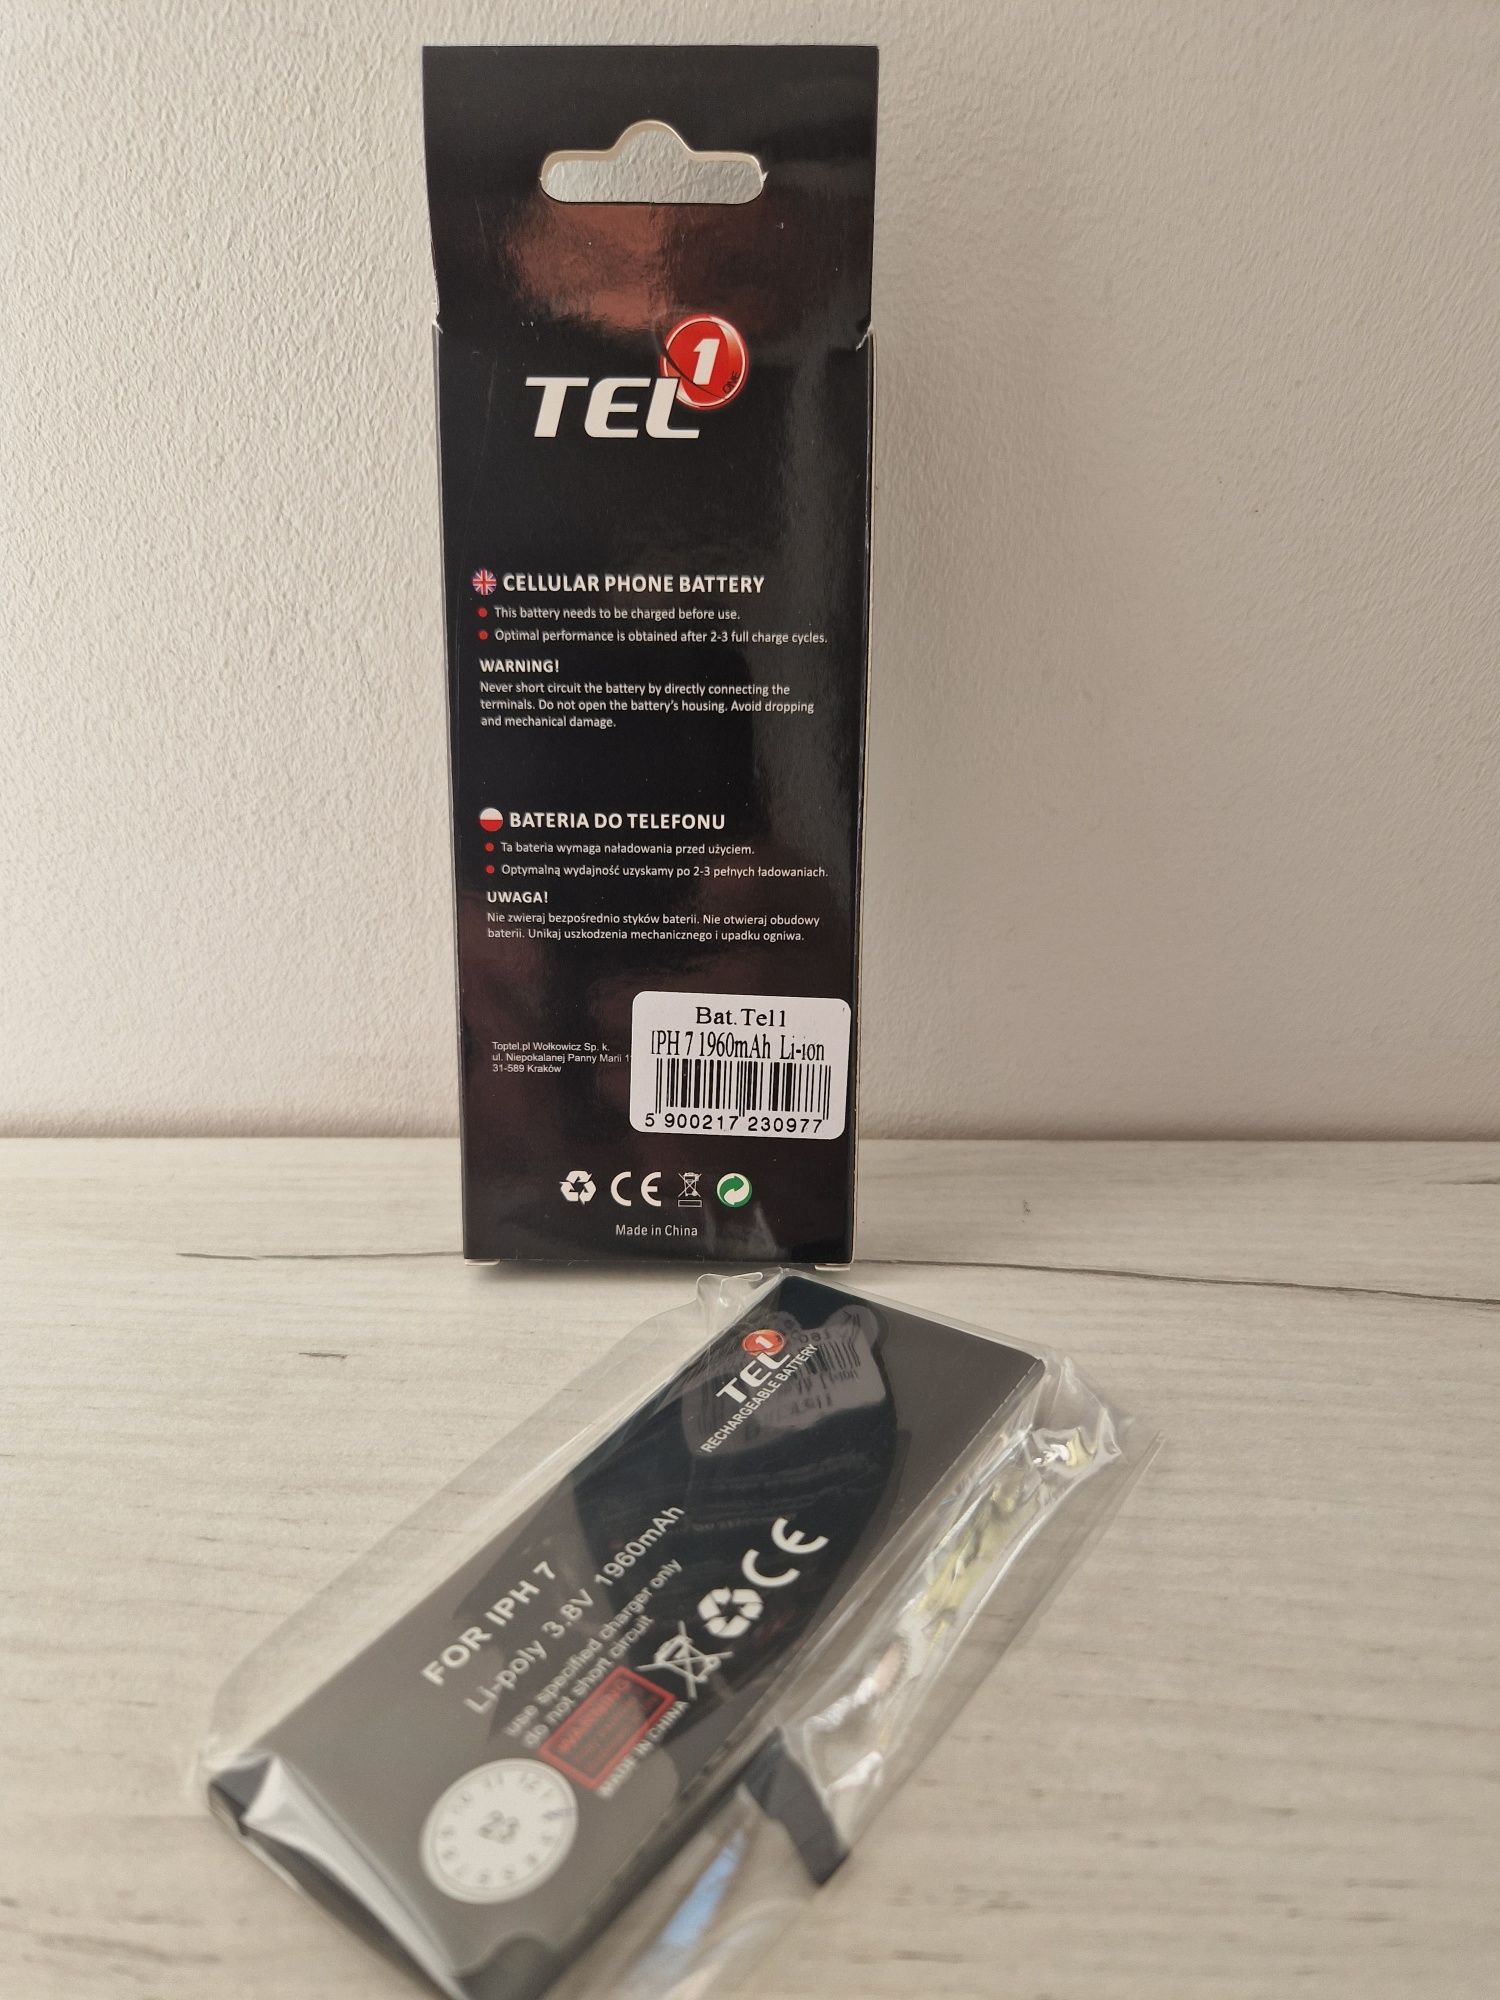 TEL 1
ONE
CELLULAR PHONE BATTERY
This battery needs to be charged before use.
Optimal performance is obtained after 2-3 full charge cycles.
WARNING!
Never short circuit the battery by directly connecting the
terminals. Do not open the battery's housing. Avoid dropping
and mechanical damage.
BATERIA DO TELEFONU
Ta bateria wymaga naładowania przed użyciem.
Optymalną wydajność uzyskamy po 2-3 pełnych ładowaniach.
UWAGA!
Nie zwieraj bezpośrednio styków baterii. Nie otwieraj obudowy
baterii. Unikaj uszkodzenia mechanicznego i upadku ogniwa.
Toptel.pl Wołkowicz Sp. k.
ul. Niepokalanej Panny Marii
31-589 Kraków
Bat.Tel1
IPH 7 1960mAh Li-ion
5 900217 230977
CE
Made in China
TEL 1
RECHARGEABLE BATTERY
FOR IPH 7
Li-poly 3.8V 1960mAh
use specified charger only
do not short circuit
CE
WARNING
MADE IN CHINA
23